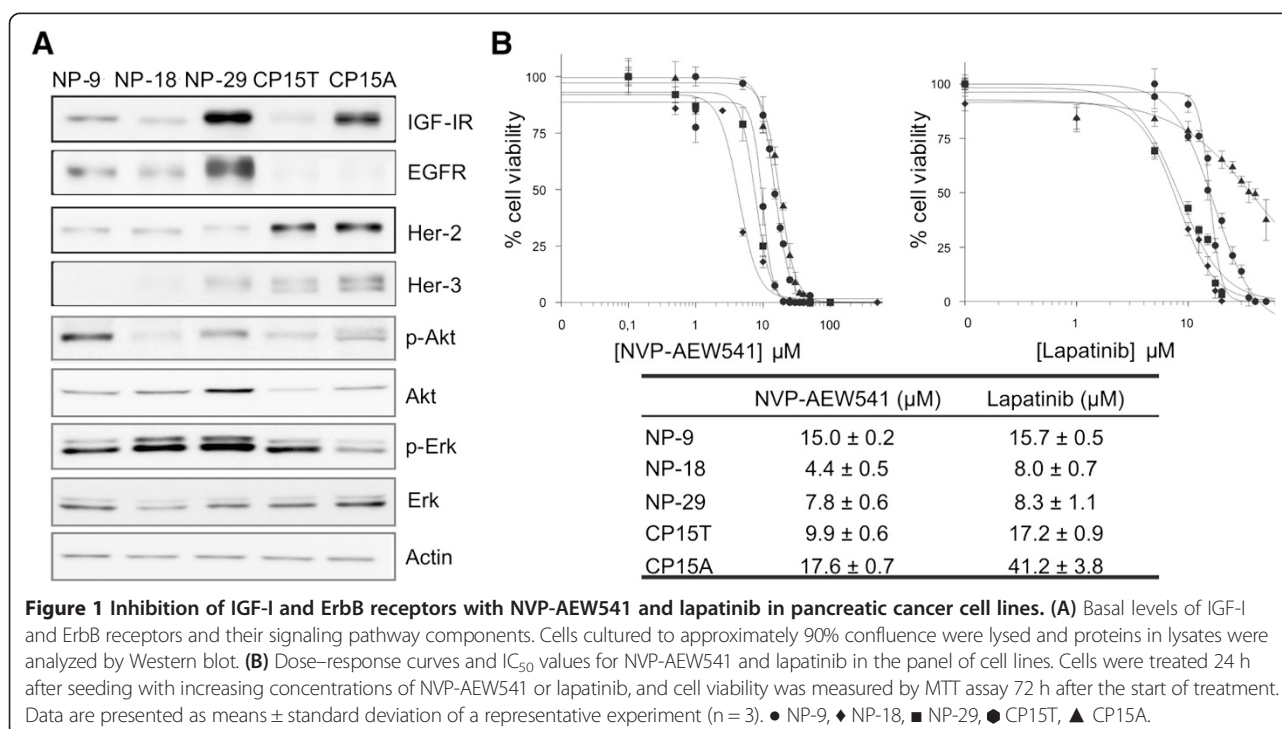 A
NP-9 NP-18 NP-29 CP15T CP15A
IGF-IR
EGFR
Her-2
Her-3
p-Akt
Akt
p-Erk
Erk
Actin
B
100
75
50
25
0
% cell viability
0 0,1 1 10 100
[NVP-AEW541] µM
100
75
50
25
0
% cell viability
0 1 10
[Lapatinib] µM
NVP-AEW541 (µM) Lapatinib (µM)
NP-9 15.0 ± 0.2 15.7 ± 0.5
NP-18 4.4 ± 0.5 8.0 ± 0.7
NP-29 7.8 ± 0.6 8.3 ± 1.1
CP15T 9.9 ± 0.6 17.2 ± 0.9
CP15A 17.6 ± 0.7 41.2 ± 3.8
Figure 1 Inhibition of IGF-I and ErbB receptors with NVP-AEW541 and lapatinib in pancreatic cancer cell lines. (A) Basal levels of IGF-I
and ErbB receptors and their signaling pathway components. Cells cultured to approximately 90% confluence were lysed and proteins in lysates were
analyzed by Western blot. (B) Dose–response curves and IC₅₀ values for NVP-AEW541 and lapatinib in the panel of cell lines. Cells were treated 24 h
after seeding with increasing concentrations of NVP-AEW541 or lapatinib, and cell viability was measured by MTT assay 72 h after the start of treatment.
Data are presented as means ± standard deviation of a representative experiment (n = 3). ● NP-9, ♦ NP-18, ■ NP-29, ⬣ CP15T, ▲ CP15A.